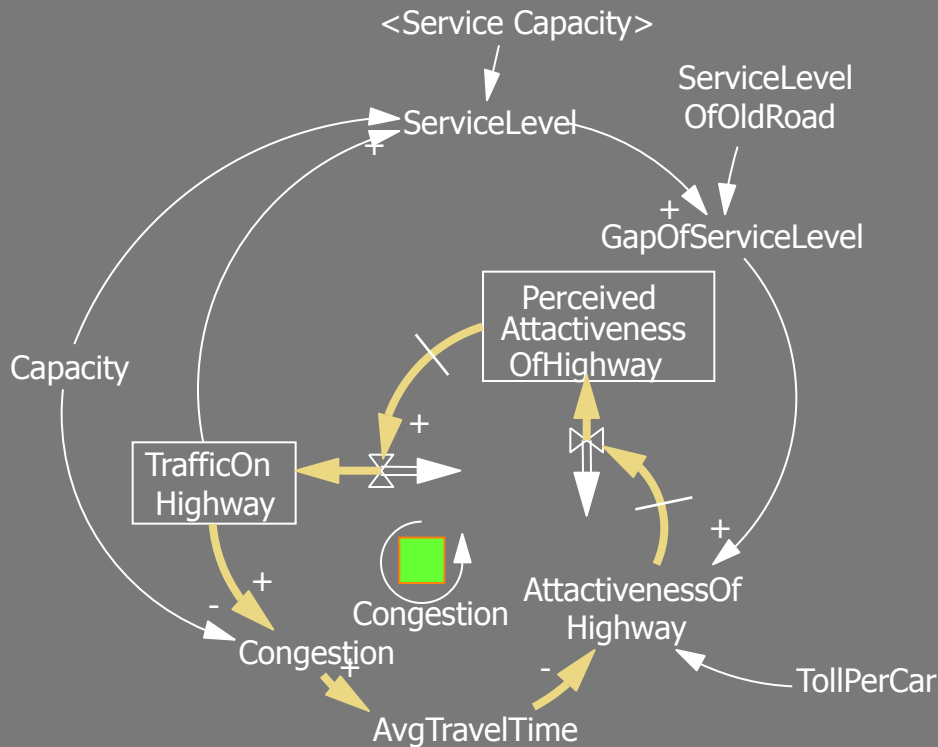 <Service Capacity>
ServiceLevel
OfOldRoad
ServiceLevel
+
+
GapOfServiceLevel
Perceived
Attactiveness
OfHighway
Capacity
+
TrafficOn
Highway
+
+
-
AttactivenessOf
Highway
Congestion
Congestion
+
-
TollPerCar
AvgTravelTime